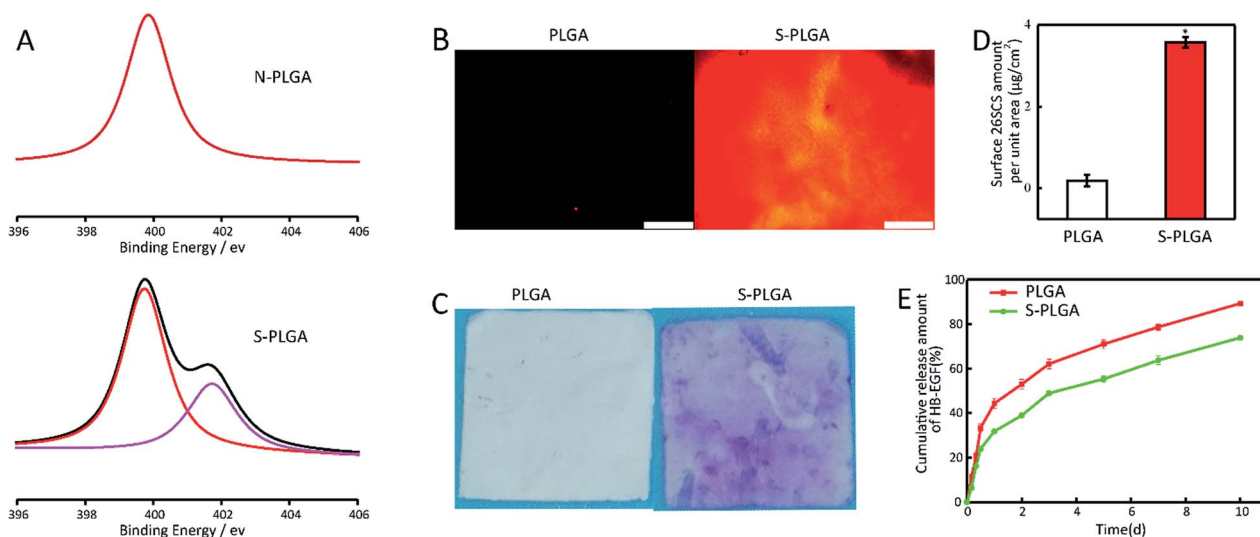 A
N-PLGA
396 398 400 402 404 406
Binding Energy / ev
S-PLGA
396 398 400 402 404 406
Binding Energy / ev
B
PLGA S-PLGA
C
PLGA S-PLGA
D
Surface 26SCS amount
per unit area (μg/cm²)
4
2
0
*
PLGA S-PLGA
E
Cumulative release amount
of HB-EGF(%)
100
80
60
40
20
0
PLGA
S-PLGA
0 2 4 6 8 10
Time(d)